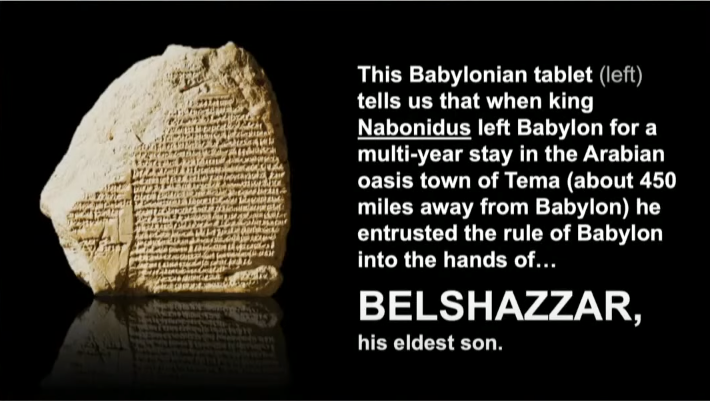 This Babylonian tablet (left)
tells us that when king
Nabonidus left Babylon for a
multi-year stay in the Arabian
oasis town of Tema (about 450
miles away from Babylon) he
entrusted the rule of Babylon
into the hands of…
BELSHAZZAR,
his eldest son.